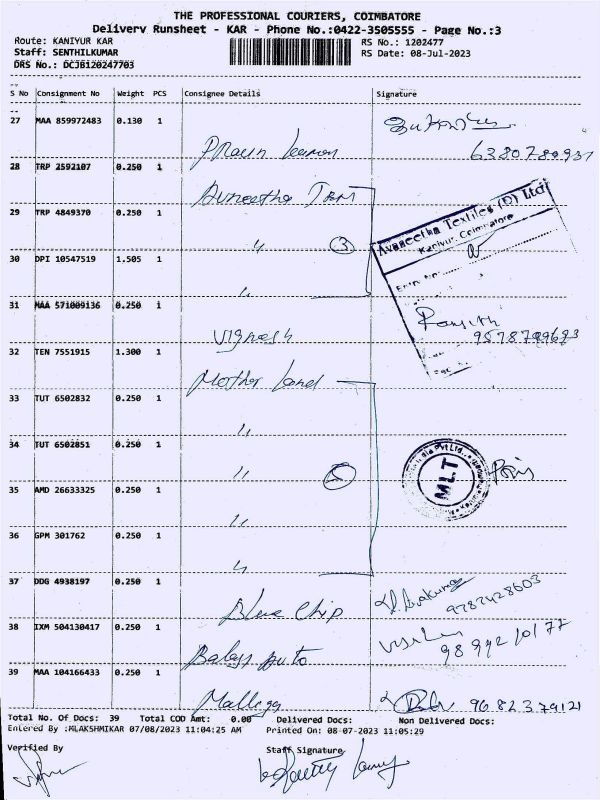 THE PROFESSIONAL COURIERS, COIMBATORE
Delivery Runsheet - KAR - Phone No.:0422-3505555 - Page No.:3
Route: KANIYUR KAR
RS No.: 1202477
Staff: SENTHILKUMAR
RS Date: 08-Jul-2023
DRS No.: DCJB120247703
S No Consignment No Weight PCS Consignee Details Signature
27 MAA 859972483 0.130 1
6380789931
28 TRP 2592107 0.250 1
Avneetha
29 TRP 4849370 0.250 1
" 3
Avaneetha Textiles (P) Ltd
Kaniyur, Coimbatore
30 DPI 10547519 1.505 1
"
31 MAA 571009136 0.250 1
Vignesh
Ranjith
32 TEN 7551915 1.300 1
Mother Land
33 TUT 6502832 0.250 1
"
34 TUT 6502851 0.250 1
" 5
MLT
35 AMD 26633325 0.250 1
"
36 GPM 301762 0.250 1
"
37 DDG 4938197 0.250 1
Blue Chip
9787428603
38 IXM 504130417 0.250 1
Balaji auto
98942 10177
39 MAA 104166433 0.250 1
Malliga
96823 79121
Total No. Of Docs: 39 Total COD Amt: 0.00 Delivered Docs: Non Delivered Docs:
Entered By :MLAKSHMIKAR 07/08/2023 11:04:25 AM Printed On: 08-07-2023 11:05:29
Verified By Staff Signature